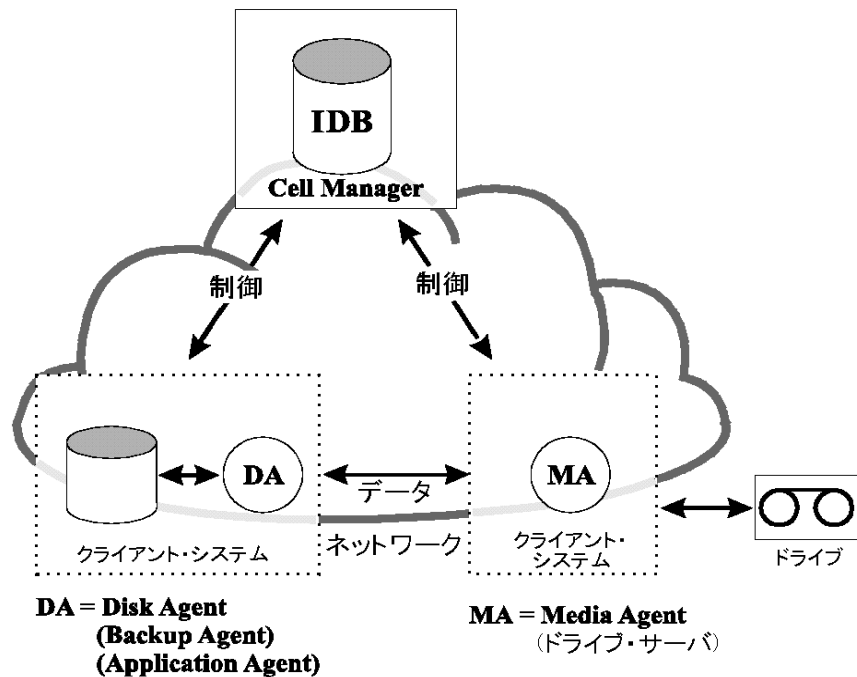 IDB
Cell Manager
制御
制御
DA
データ
MA
クライアント・システム
ネットワーク
クライアント・
システム
ドライブ
DA = Disk Agent
(Backup Agent)
(Application Agent)
MA = Media Agent
(ドライブ・サーバ)